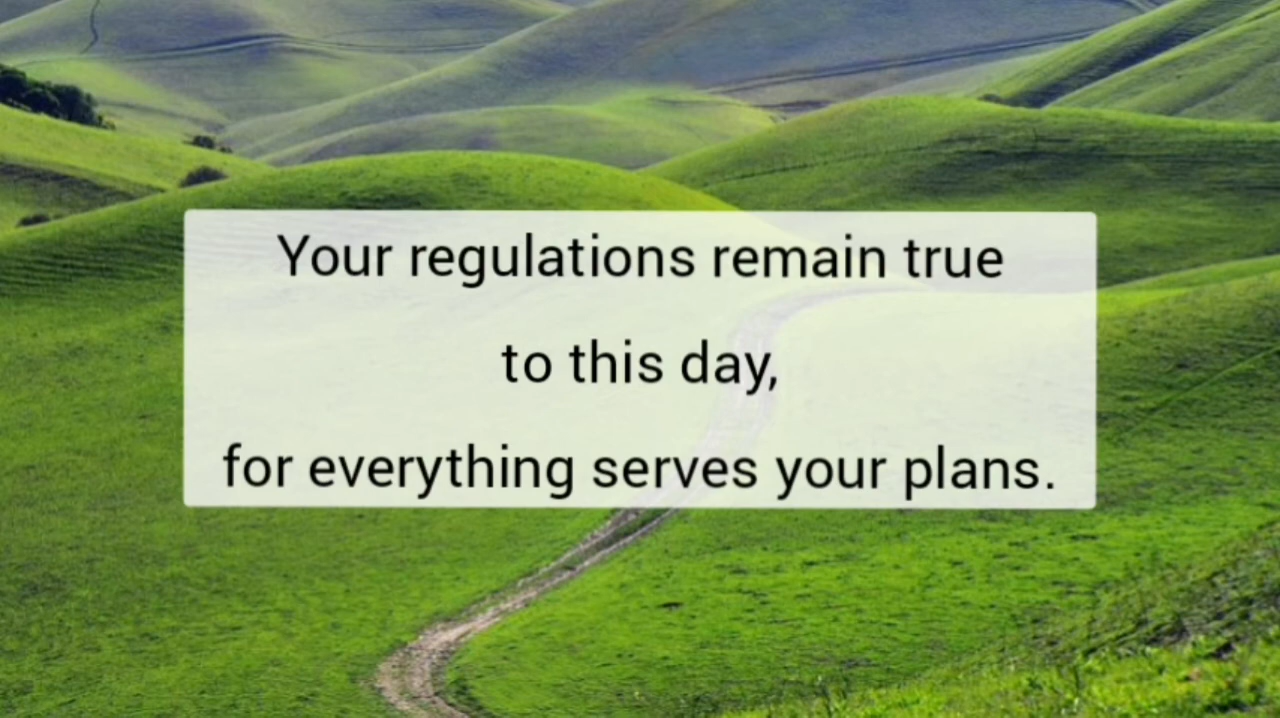 Your regulations remain true
to this day,
for everything serves your plans.